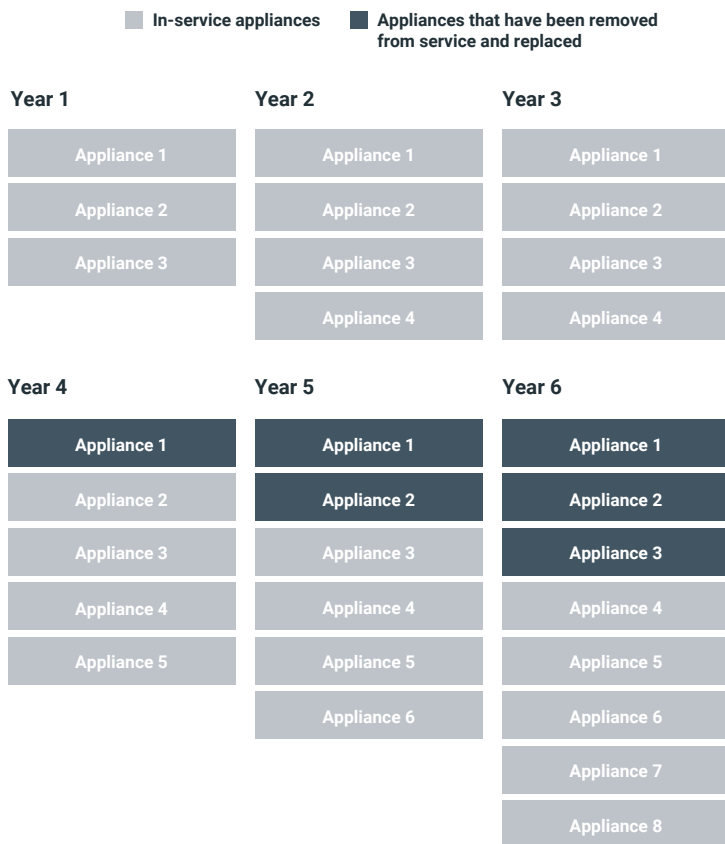 In-service appliances
Appliances that have been removed
from service and replaced
Year 1
Appliance 1
Appliance 2
Appliance 3
Year 2
Appliance 1
Appliance 2
Appliance 3
Appliance 4
Year 3
Appliance 1
Appliance 2
Appliance 3
Appliance 4
Year 4
Appliance 1
Appliance 2
Appliance 3
Appliance 4
Appliance 5
Year 5
Appliance 1
Appliance 2
Appliance 3
Appliance 4
Appliance 5
Appliance 6
Year 6
Appliance 1
Appliance 2
Appliance 3
Appliance 4
Appliance 5
Appliance 6
Appliance 7
Appliance 8